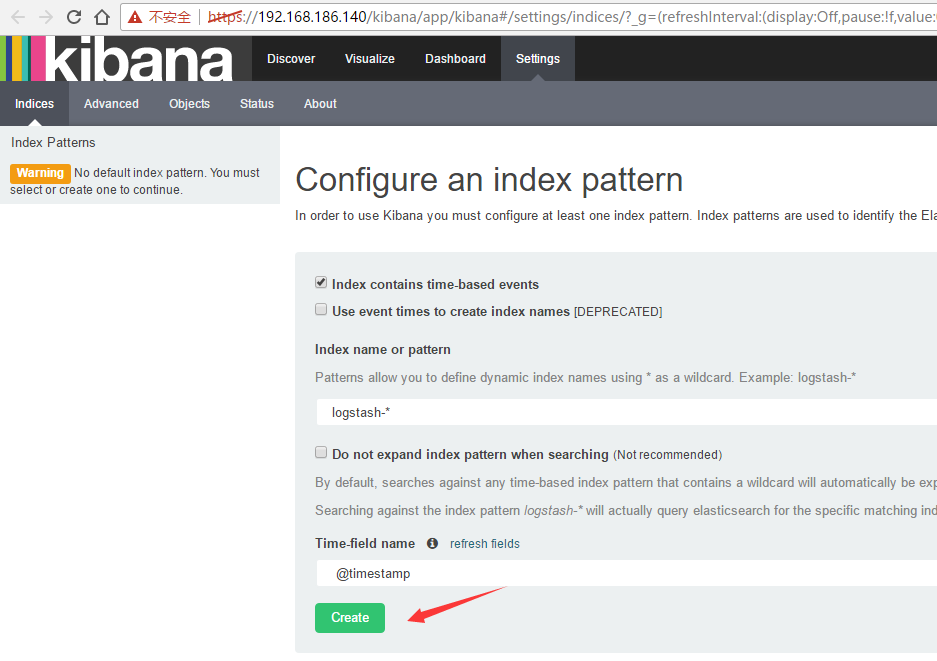 不安全 https://192.168.186.140/kibana/app/kibana#/settings/indices/?_g=(refreshInterval:(display:Off,pause:!f,value:
kibana Discover Visualize Dashboard Settings
Indices Advanced Objects Status About
Index Patterns
Warning No default index pattern. You must
select or create one to continue.
Configure an index pattern
In order to use Kibana you must configure at least one index pattern. Index patterns are used to identify the Ela
Index contains time-based events
Use event times to create index names [DEPRECATED]
Index name or pattern
Patterns allow you to define dynamic index names using * as a wildcard. Example: logstash-*
logstash-*
Do not expand index pattern when searching (Not recommended)
By default, searches against any time-based index pattern that contains a wildcard will automatically be exp
Searching against the index pattern logstash-* will actually query elasticsearch for the specific matching ind
Time-field name refresh fields
@timestamp
Create